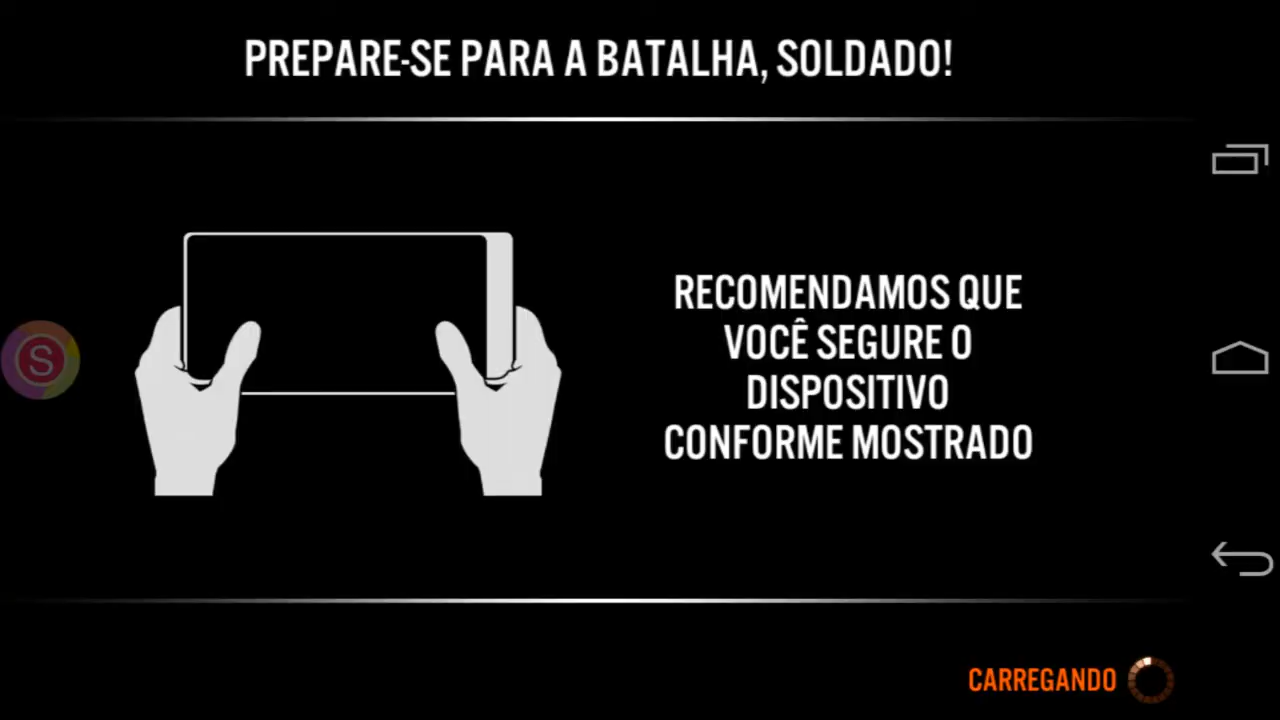 PREPARE-SE PARA A BATALHA, SOLDADO!
S
RECOMENDAMOS QUE
VOCÊ SEGURE O
DISPOSITIVO
CONFORME MOSTRADO
CARREGANDO